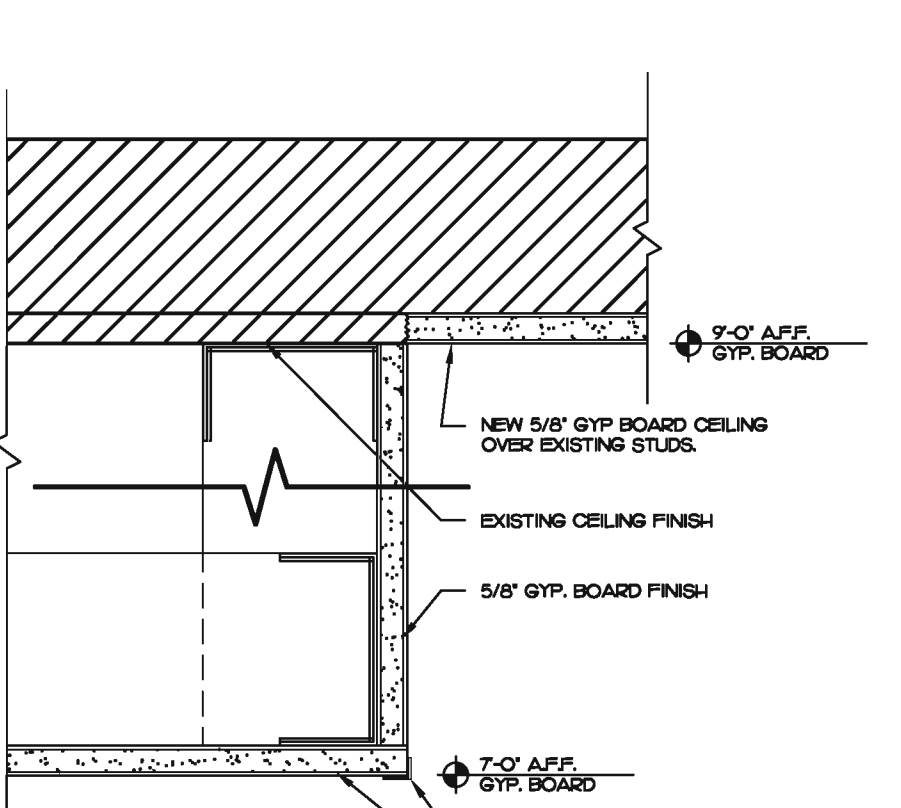 9'-0" A.F.F.
GYP. BOARD
NEW 5/8" GYP BOARD CEILING
OVER EXISTING STUDS.
EXISTING CEILING FINISH
5/8" GYP. BOARD FINISH
7'-0" A.F.F.
GYP. BOARD